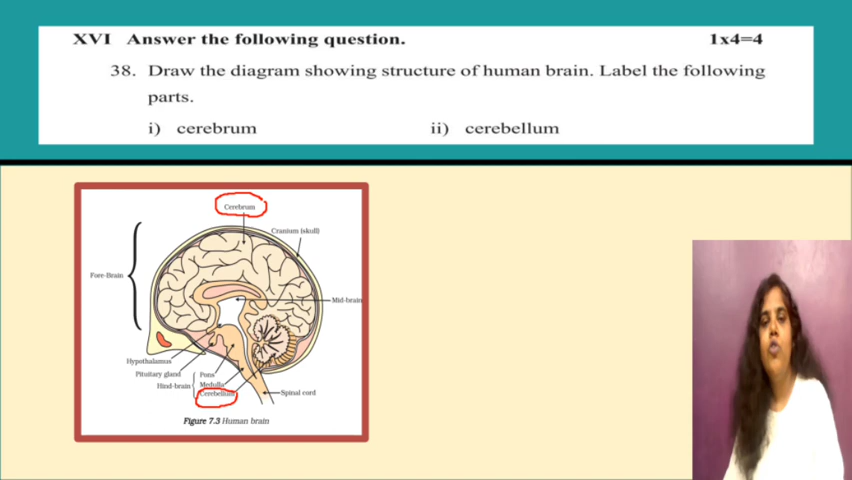 XVI Answer the following question. 1x4=4
38. Draw the diagram showing structure of human brain. Label the following
parts.
i) cerebrum ii) cerebellum
Cerebrum
Cranium (skull)
Fore-Brain
Mid-brain
Hypothalamus
Pituitary gland
Pons
Hind-brain
Medulla
Cerebellum
Spinal cord
Figure 7.3 Human brain